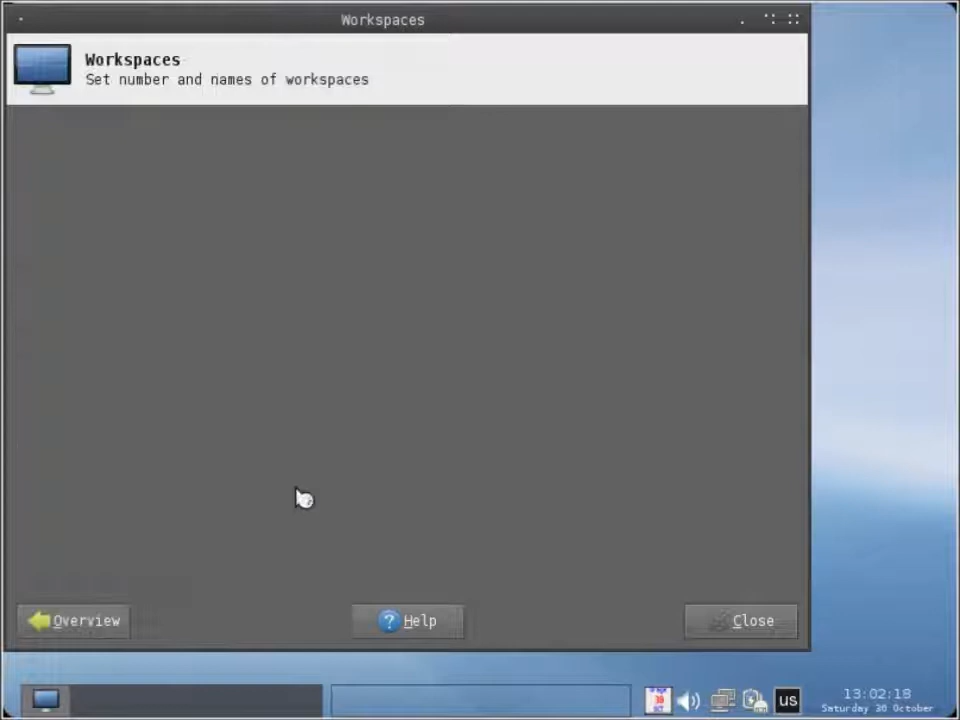 Workspaces
Workspaces
Set number and names of workspaces
Overview
Help
Close
us
13:02:18
Saturday 30 October